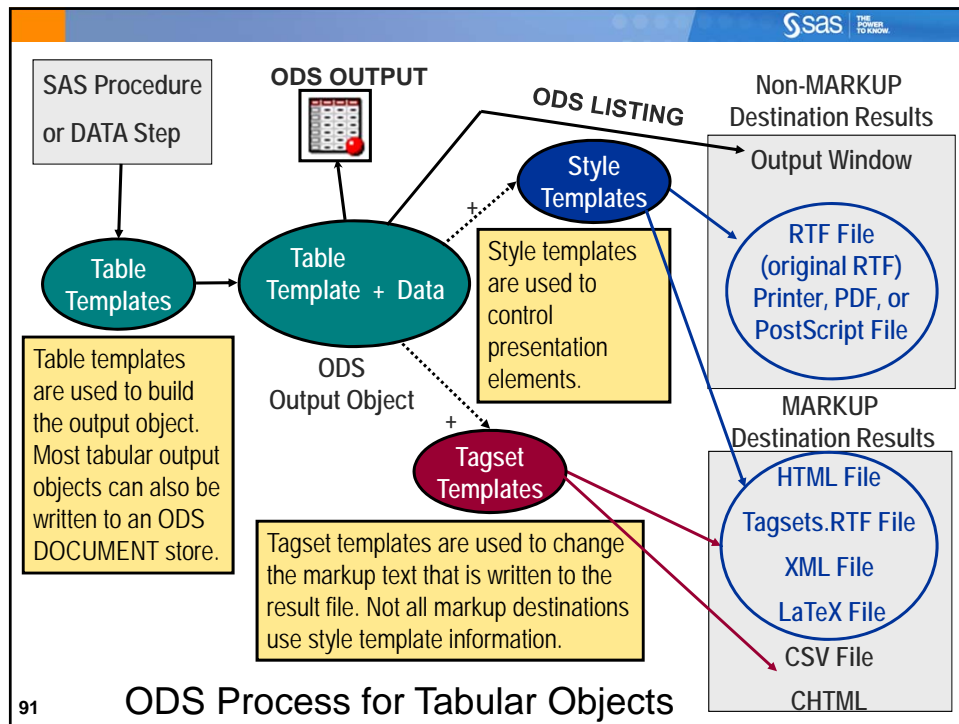 sas THE POWER TO KNOW.
SAS Procedure
or DATA Step
ODS OUTPUT
ODS LISTING
Non-MARKUP
Destination Results
Output Window
RTF File
(original RTF)
Printer, PDF, or
PostScript File
Style
Templates
+
Table
Templates
Table
Template + Data
ODS
Output Object
Style templates
are used to
control
presentation
elements.
Table templates
are used to build
the output object.
Most tabular output
objects can also be
written to an ODS
DOCUMENT store.
+
Tagset
Templates
Tagset templates are used to change
the markup text that is written to the
result file. Not all markup destinations
use style template information.
MARKUP
Destination Results
HTML File
Tagsets.RTF File
XML File
LaTeX File
CSV File
CHTML
91
ODS Process for Tabular Objects